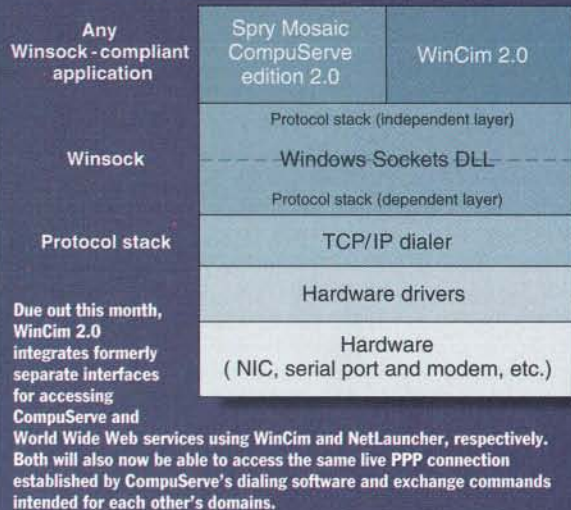 Any
Winsock-compliant
application
Spry Mosaic
CompuServe
edition 2.0
WinCim 2.0
Protocol stack (independent layer)
Winsock
Windows Sockets DLL
Protocol stack (dependent layer)
Protocol stack
TCP/IP dialer
Hardware drivers
Hardware
( NIC, serial port and modem, etc.)
Due out this month,
WinCim 2.0
integrates formerly
separate interfaces
for accessing
CompuServe and
World Wide Web services using WinCim and NetLauncher, respectively.
Both will also now be able to access the same live PPP connection
established by CompuServe's dialing software and exchange commands
intended for each other's domains.